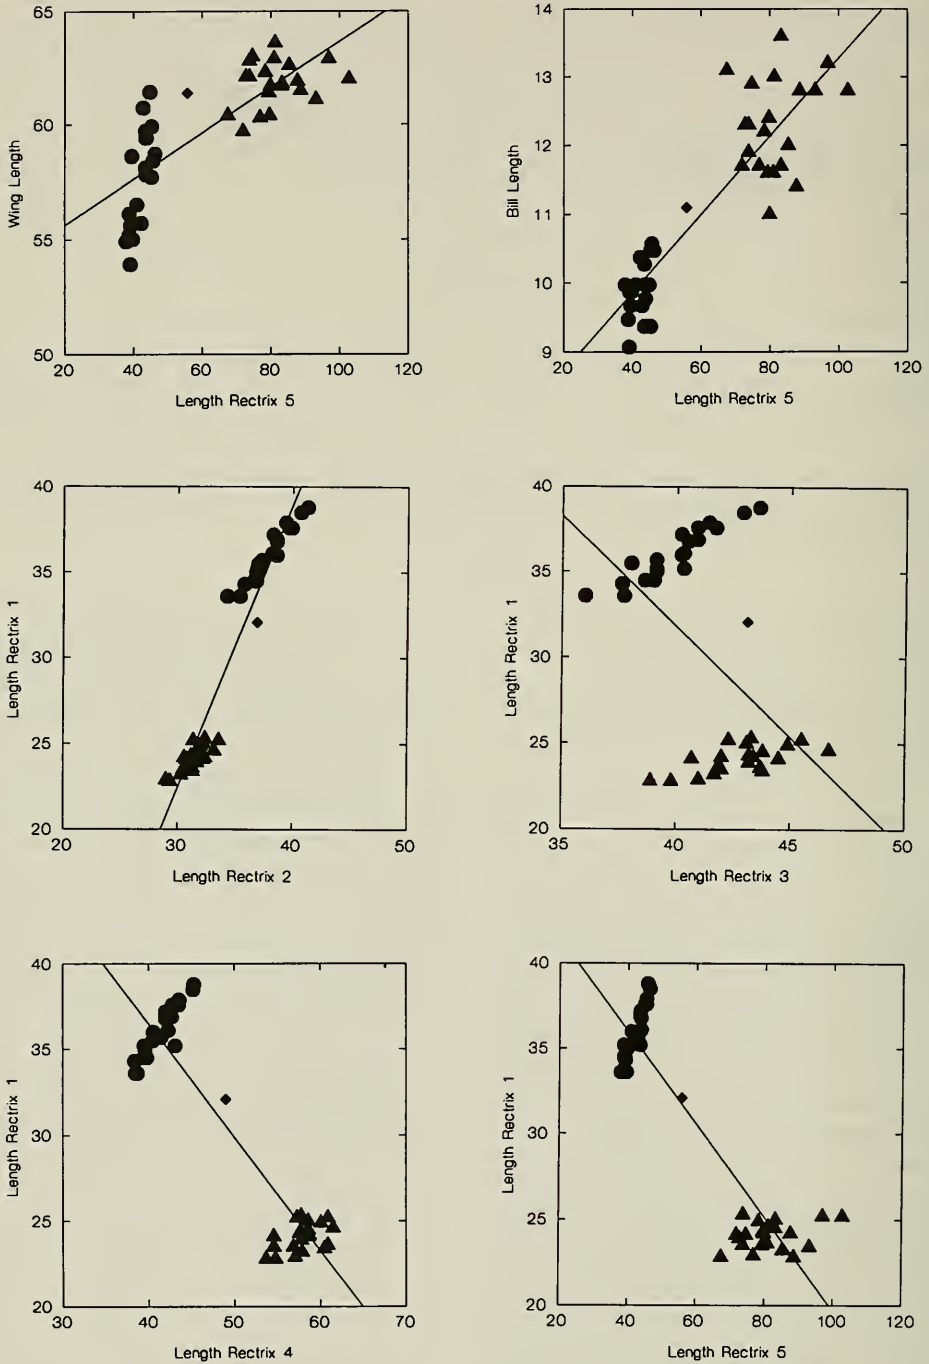 65
60
55
50
Wing Length
20 40 60 80 100 120
Length Rectrix 5
14
13
12
11
10
9
Bill Length
20 40 60 80 100 120
Length Rectrix 5
40
35
30
25
20
Length Rectrix 1
20 30 40 50
Length Rectrix 2
40
35
30
25
20
Length Rectrix 1
35 40 45 50
Length Rectrix 3
40
35
30
25
20
Length Rectrix 1
30 40 50 60 70
Length Rectrix 4
40
35
30
25
20
Length Rectrix 1
20 40 60 80 100 120
Length Rectrix 5